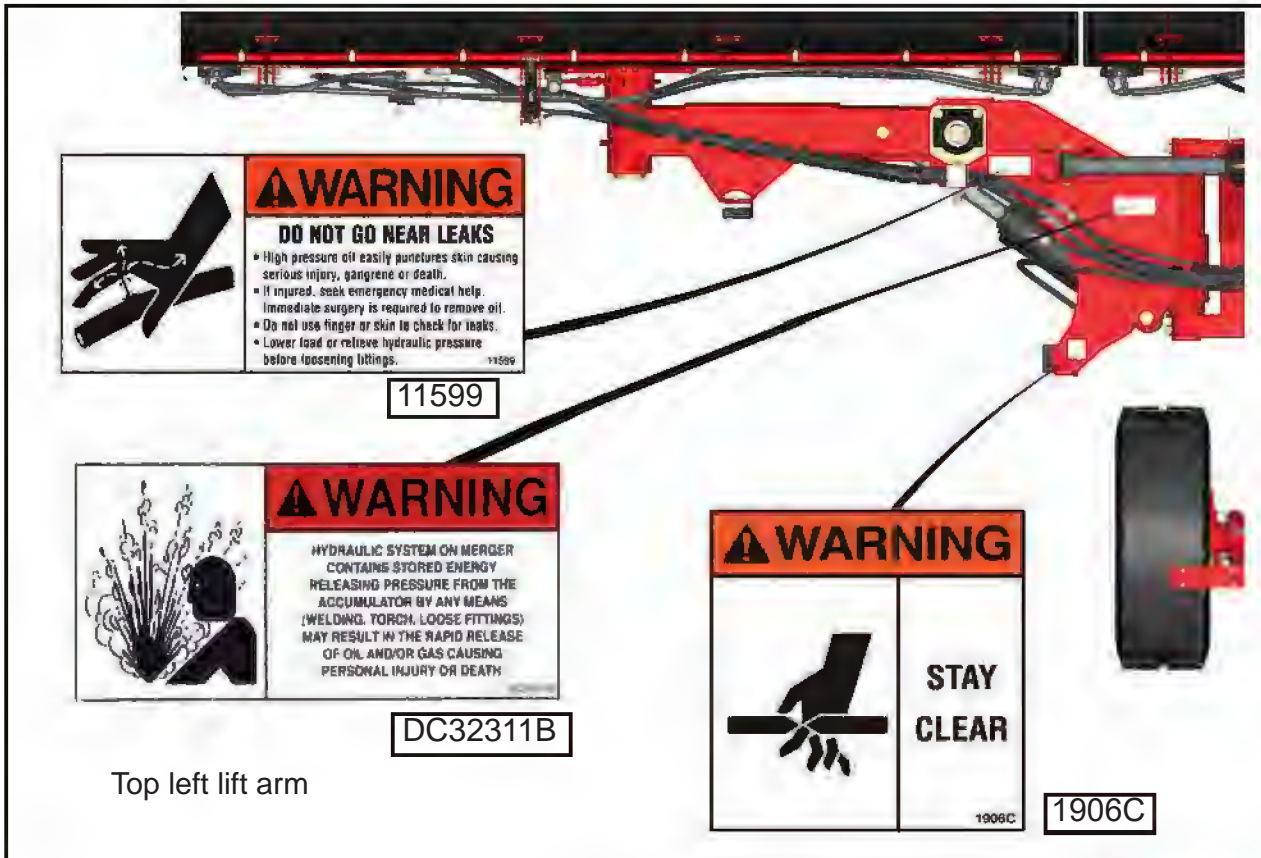 WARNING
DO NOT GO NEAR LEAKS
• High pressure oil easily punctures skin causing
serious injury, gangrene or death.
• If injured, seek emergency medical help.
Immediate surgery is required to remove oil.
• Do not use finger or skin to check for leaks.
• Lower load or relieve hydraulic pressure
before loosening fittings.
11599
11599
WARNING
HYDRAULIC SYSTEM ON MERGER
CONTAINS STORED ENERGY
RELEASING PRESSURE FROM THE
ACCUMULATOR BY ANY MEANS
(WELDING, TORCH, LOOSE FITTINGS)
MAY RESULT IN THE RAPID RELEASE
OF OIL AND/OR GAS CAUSING
PERSONAL INJURY OR DEATH
DC32311B
Top left lift arm
WARNING
STAY
CLEAR
1906C
1906C